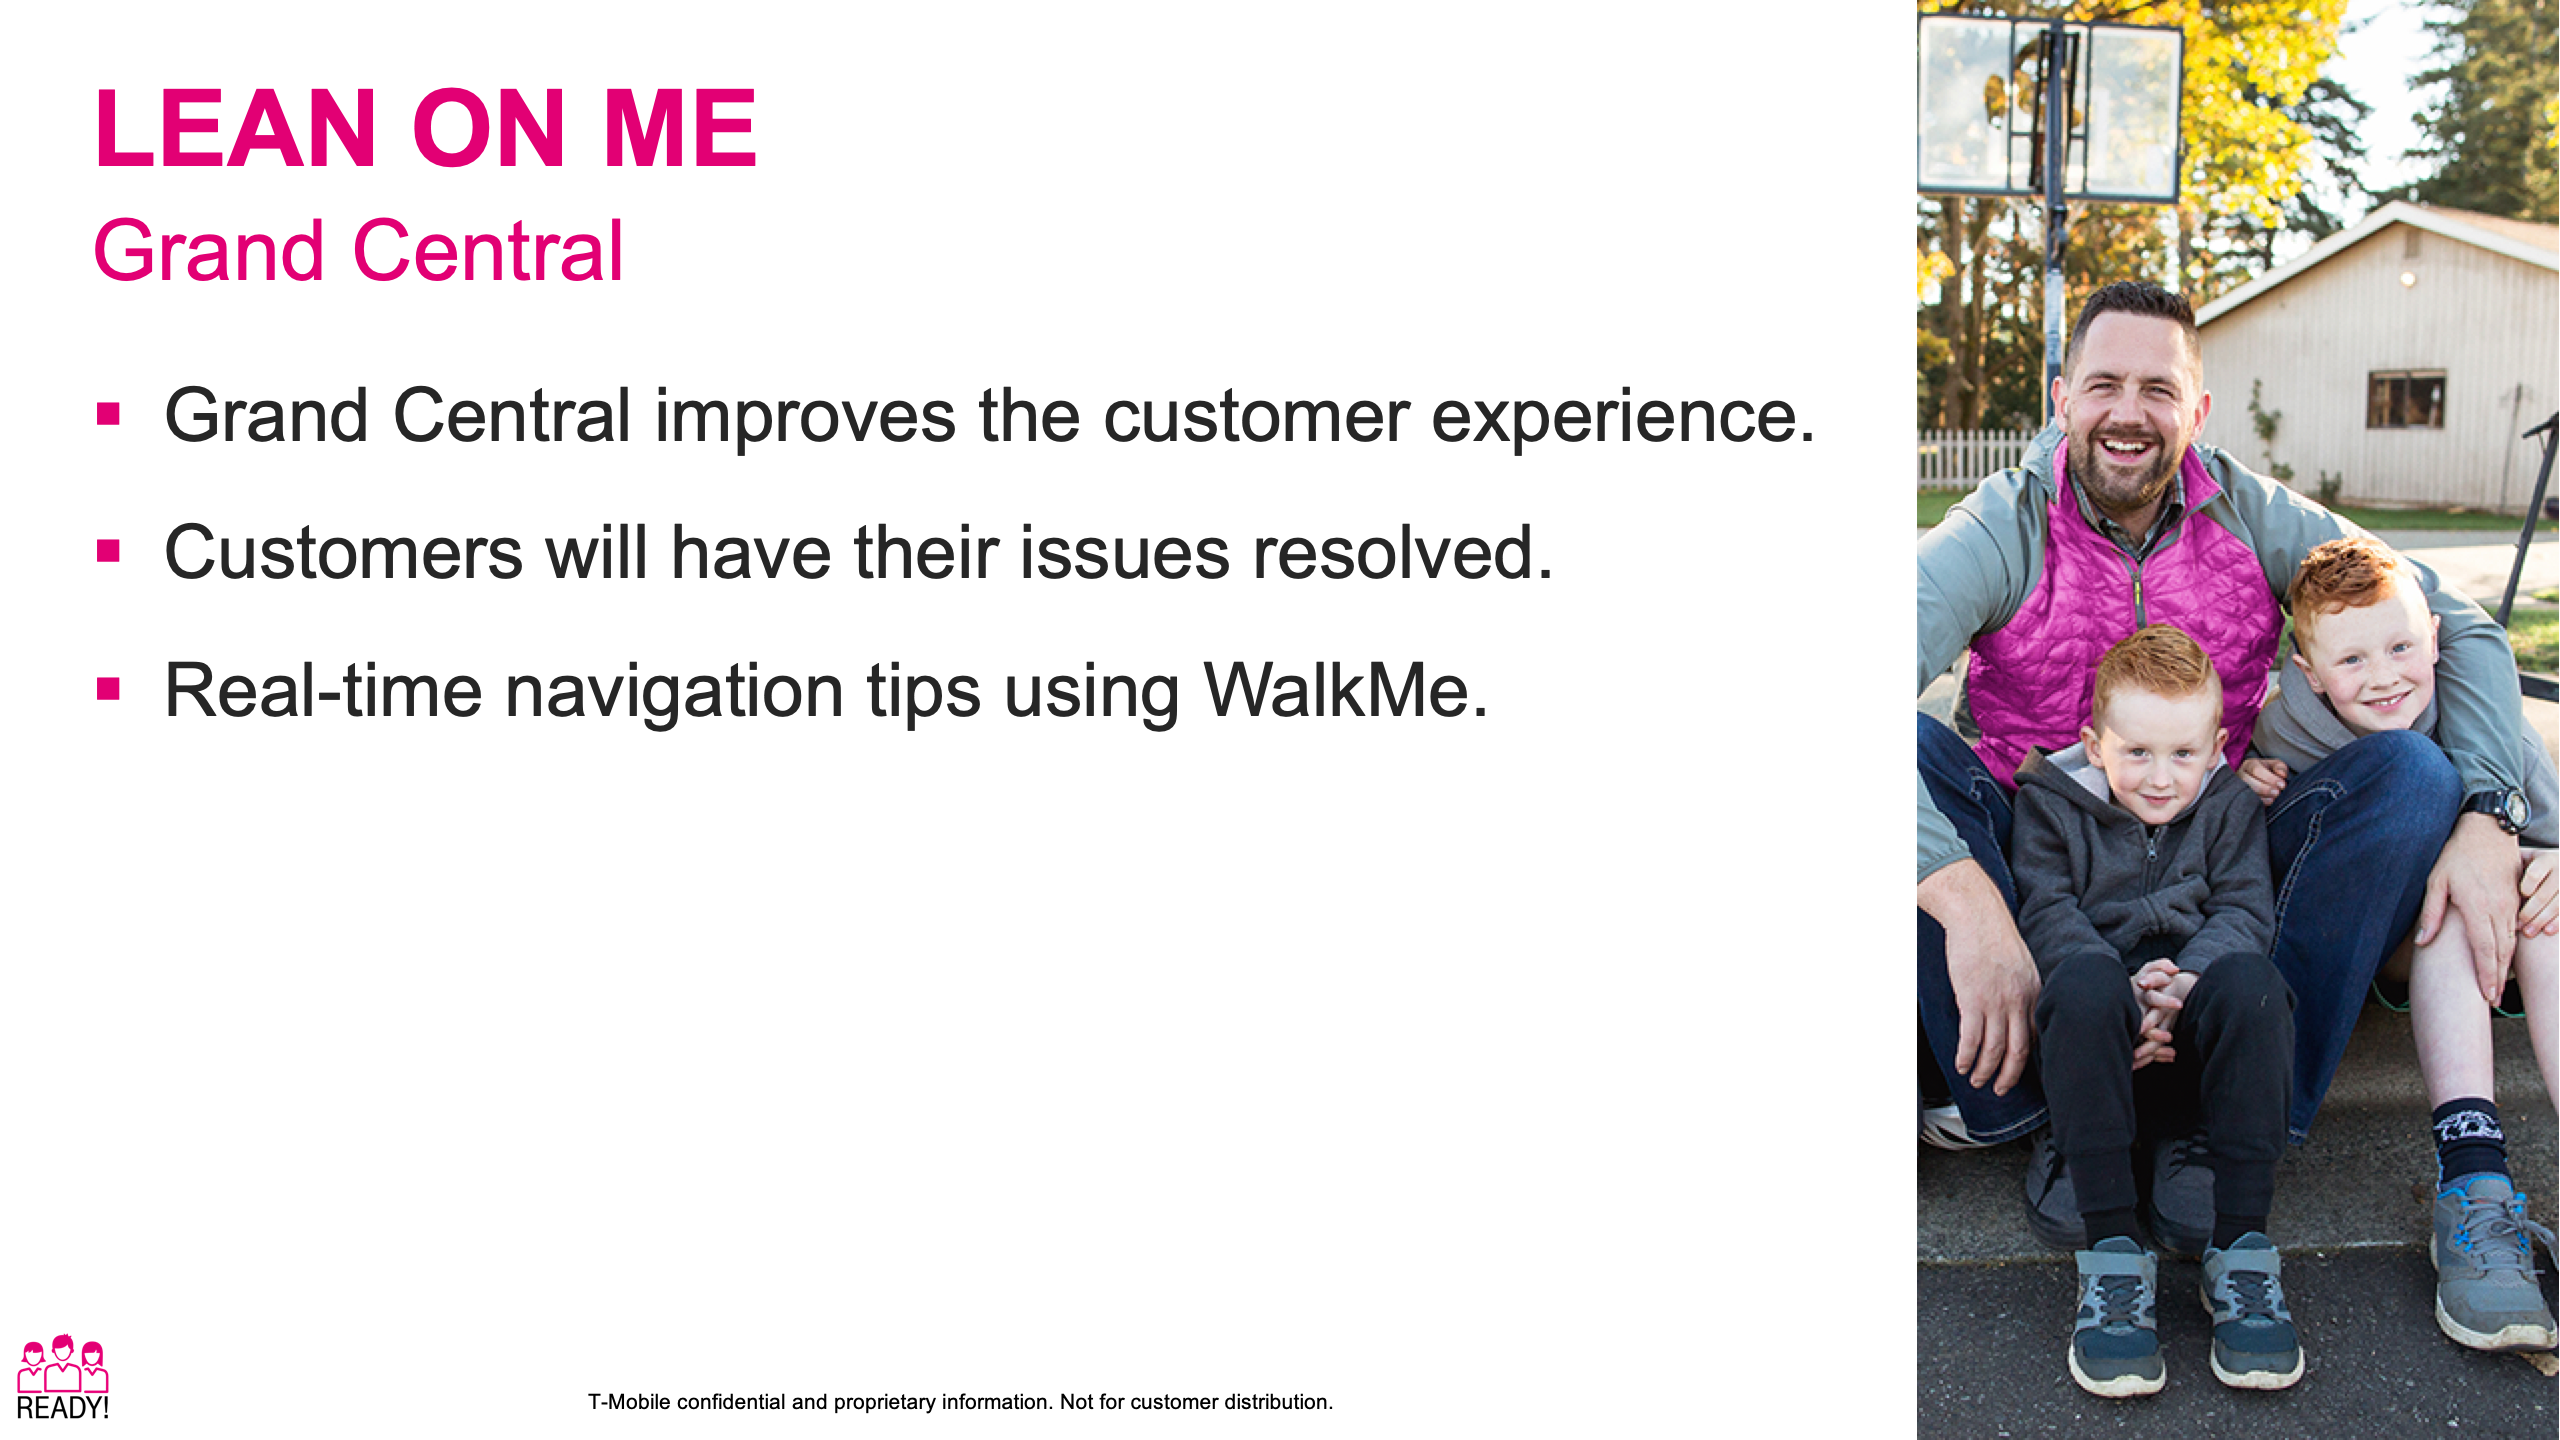 LEAN ON ME
Grand Central
Grand Central improves the customer experience.
Customers will have their issues resolved.
Real-time navigation tips using WalkMe.
READY!
T-Mobile confidential and proprietary information. Not for customer distribution.